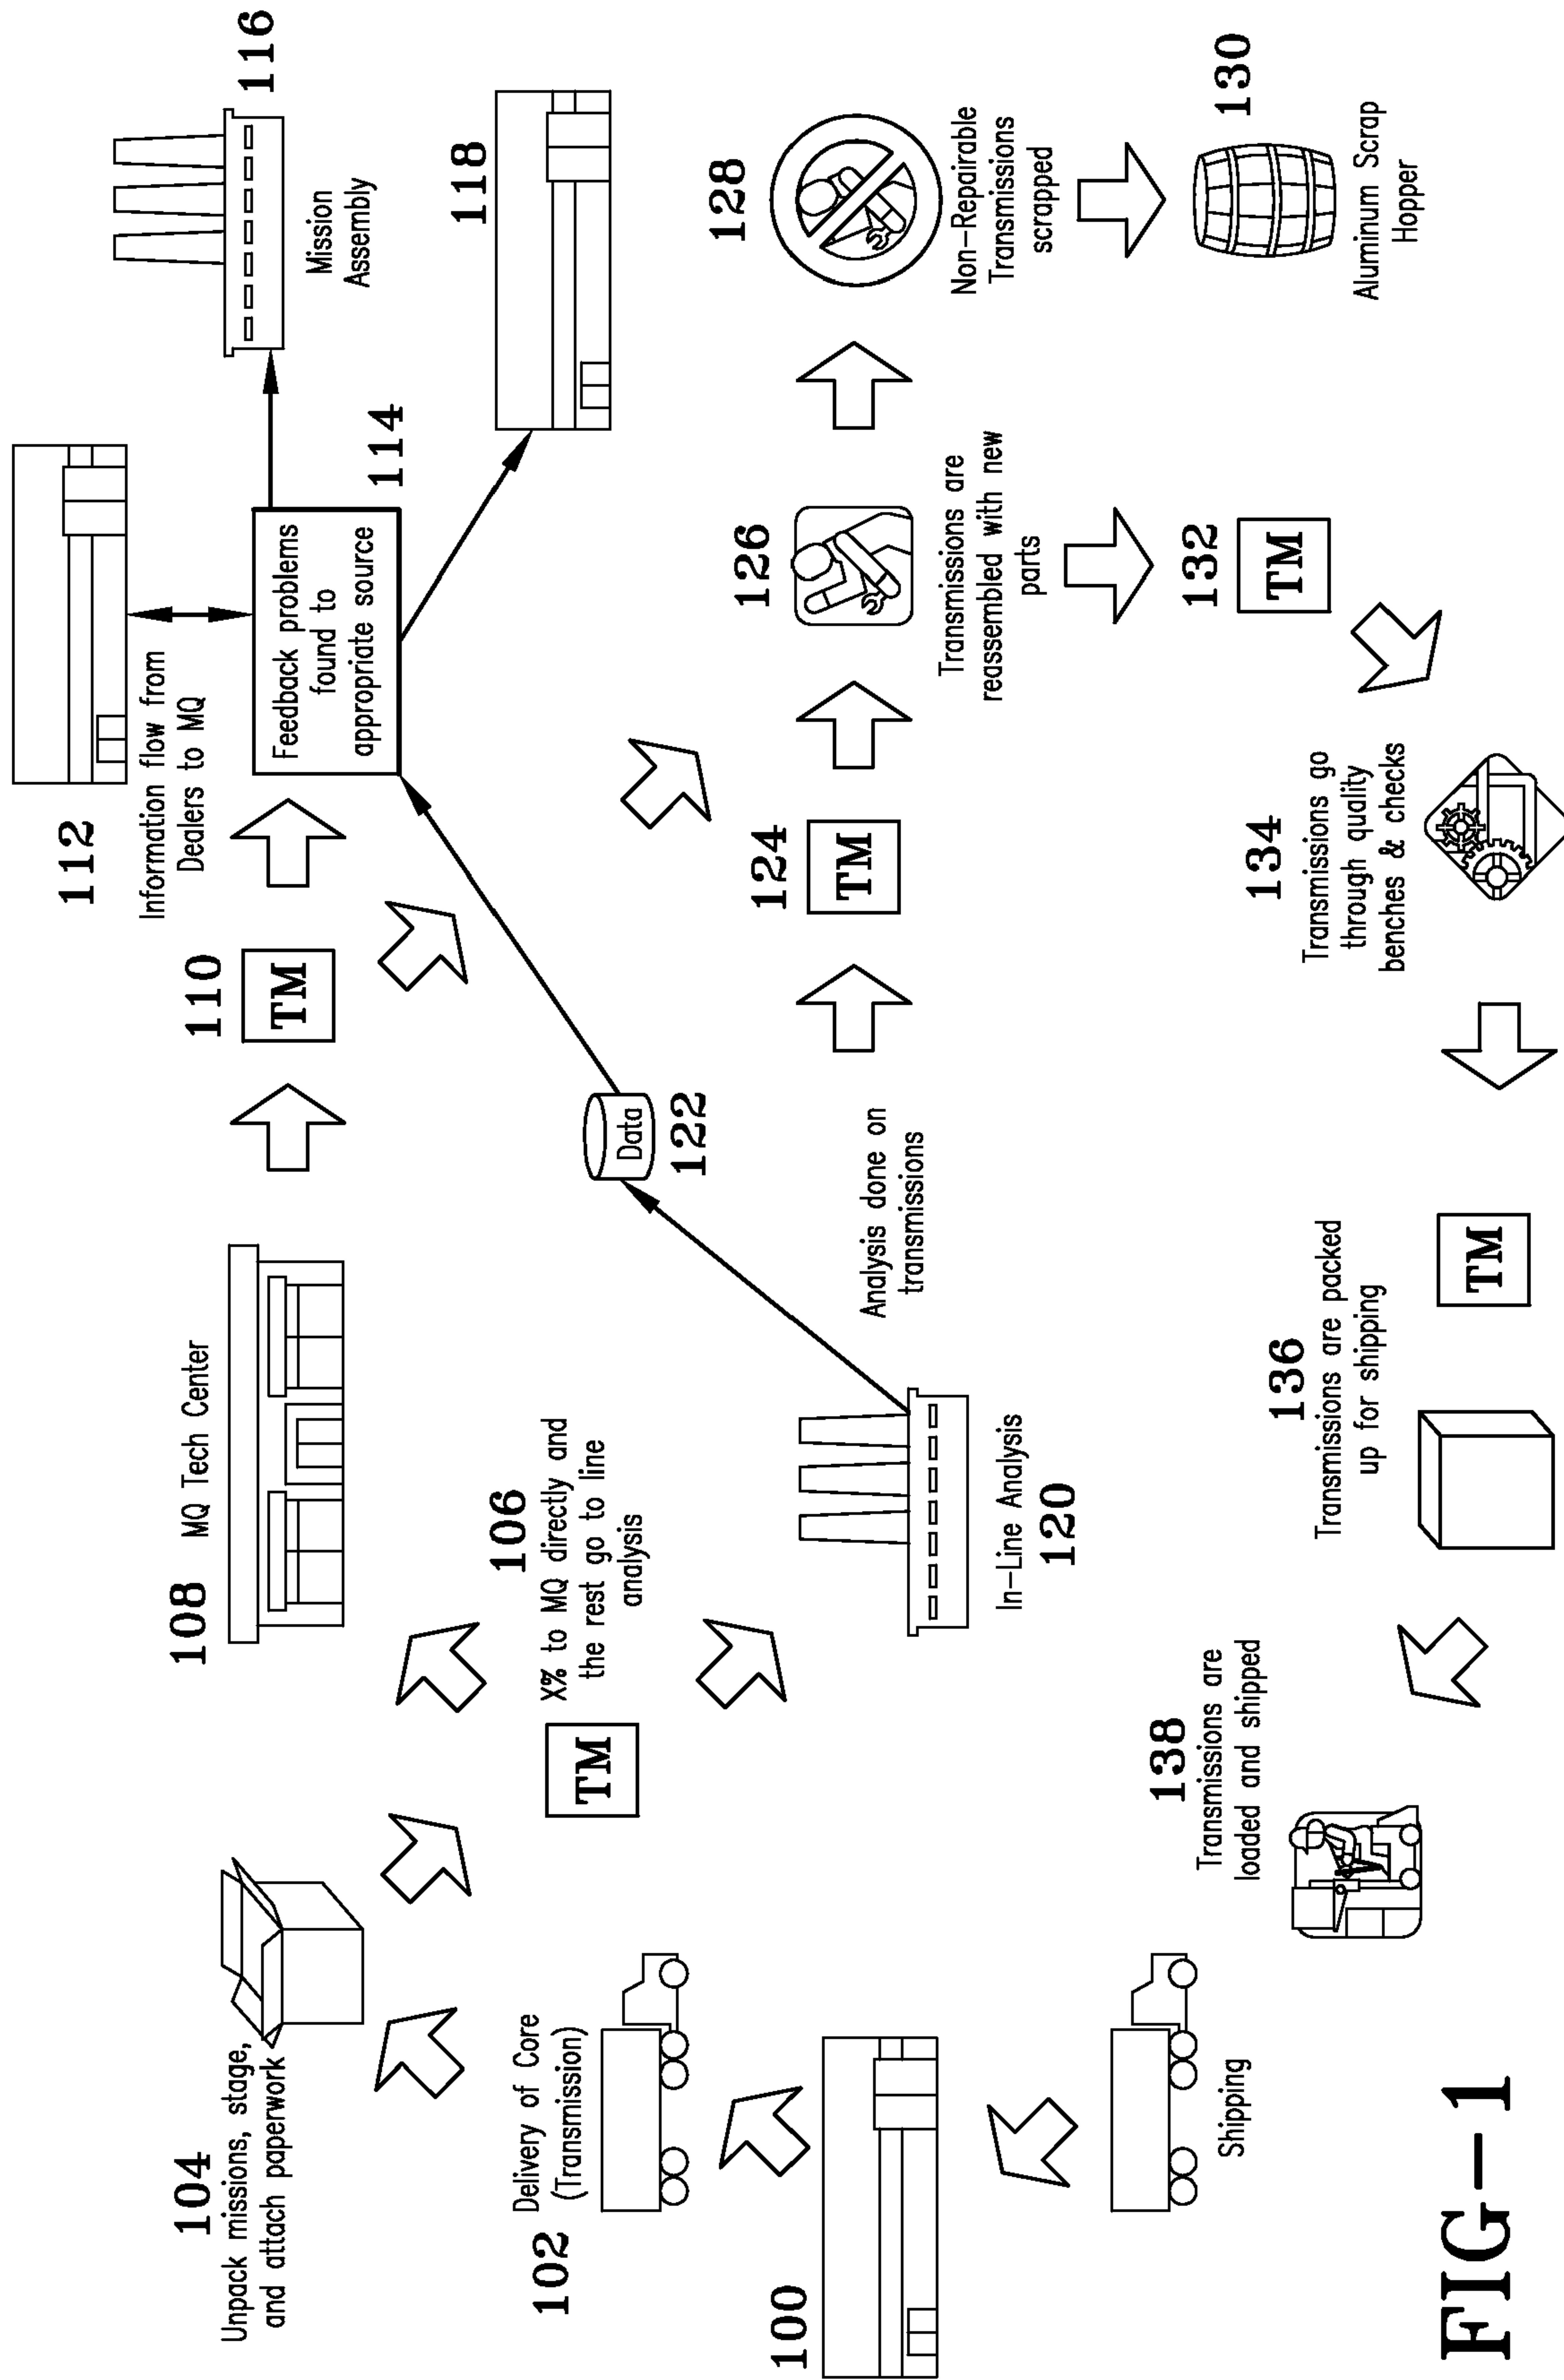 104
Unpack missions, stage,
and attach paperwork
108
MQ Tech Center
110
TM
112
Information flow from
Dealers to MQ
Feedback problems
found to
appropriate source
114
116
Mission
Assembly
118
102
Delivery of Core
(Transmission)
106
X% to MQ directly and
the rest go to line
analysis
TM
Data
122
100
In-Line Analysis
120
Analysis done on
transmissions
124
TM
126
Transmissions are
reassembled with new
parts
128
Non-Repairable
Transmissions
scrapped
130
Aluminum Scrap
Hopper
132
TM
134
Transmissions go
through quality
benches & checks
136
Transmissions are packed
up for shipping
TM
138
Transmissions are
loaded and shipped
Shipping
FIG-1